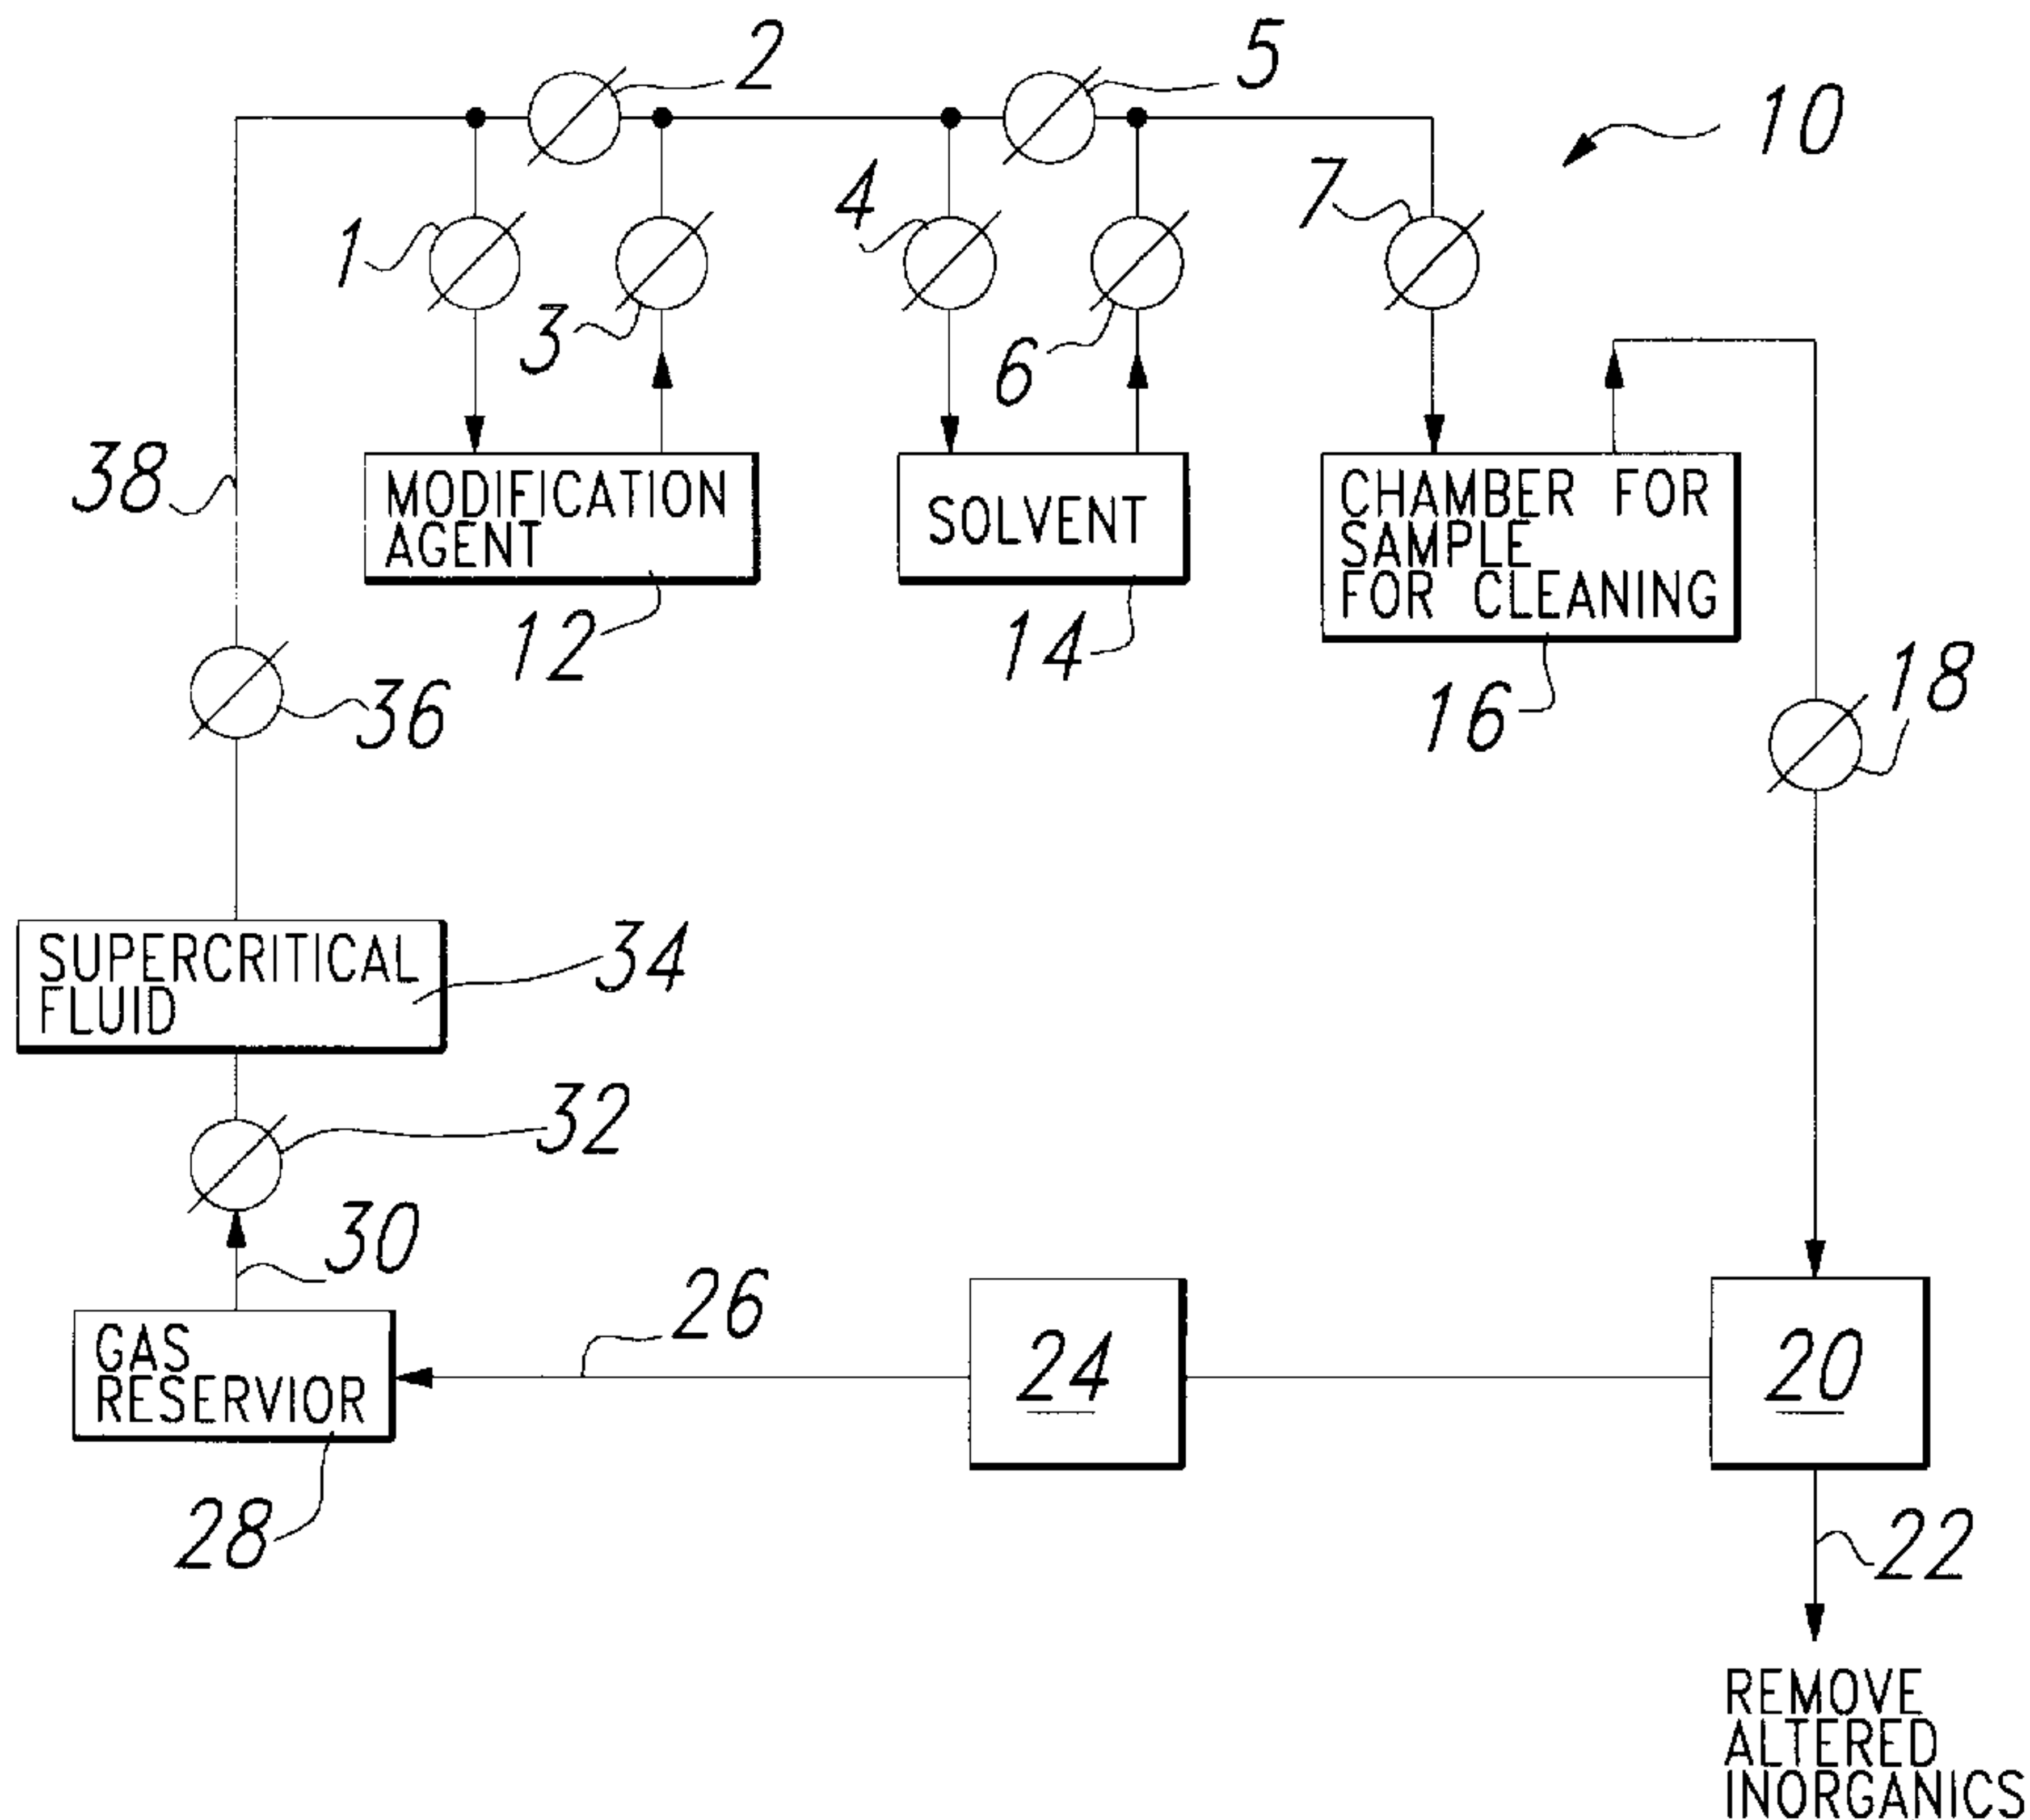 2
5
10
1
3
4
6
7
38
MODIFICATION
AGENT
SOLVENT
CHAMBER FOR
SAMPLE
FOR CLEANING
12
14
16
18
36
SUPERCRITICAL
FLUID
34
32
30
26
GAS
RESERVIOR
24
20
28
22
REMOVE
ALTERED
INORGANICS